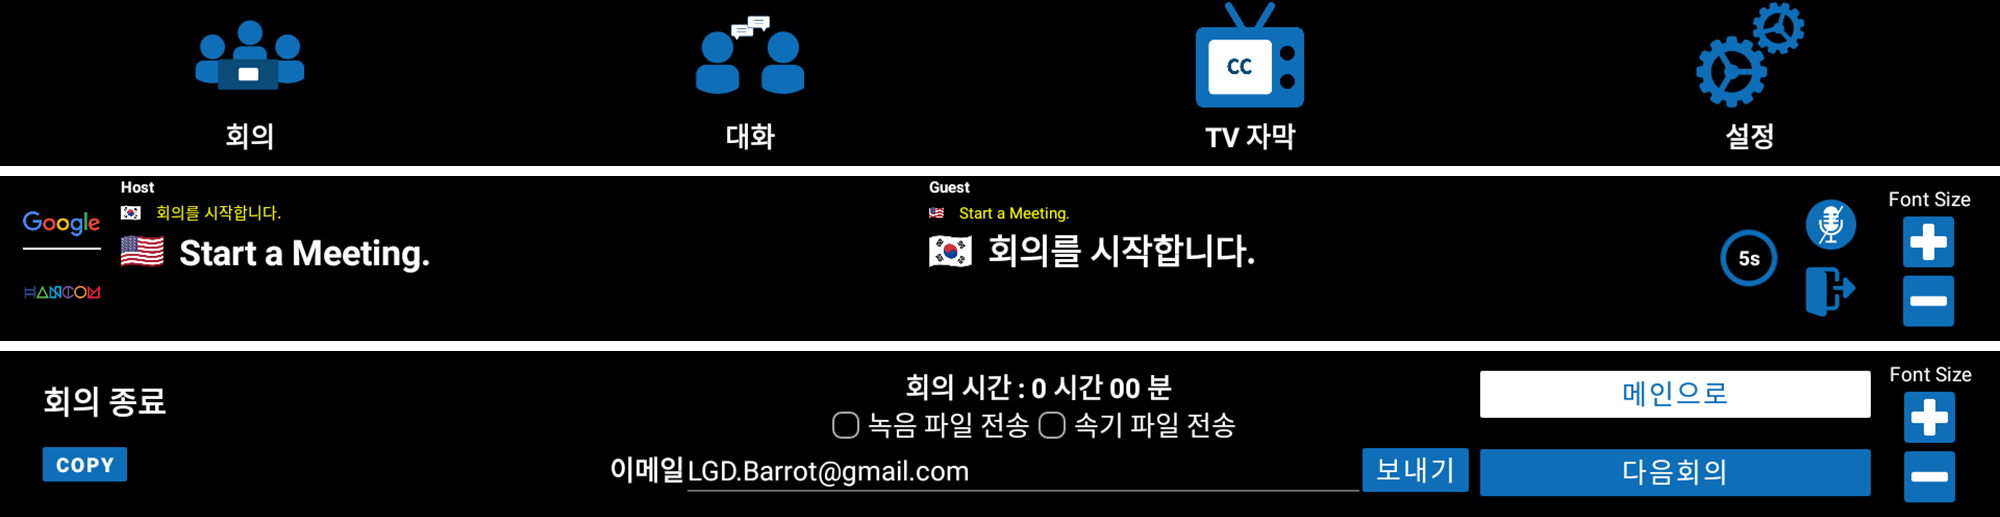 CC
회의
대화
TV 자막
설정
Host
Guest
Google
회의를 시작합니다.
Start a Meeting.
Font Size
Start a Meeting.
회의를 시작합니다.
5s
HANCOM
회의 종료
회의 시간 : 0 시간 00 분
메인으로
Font Size
녹음 파일 전송
속기 파일 전송
COPY
이메일 LGD.Barrot@gmail.com
보내기
다음회의